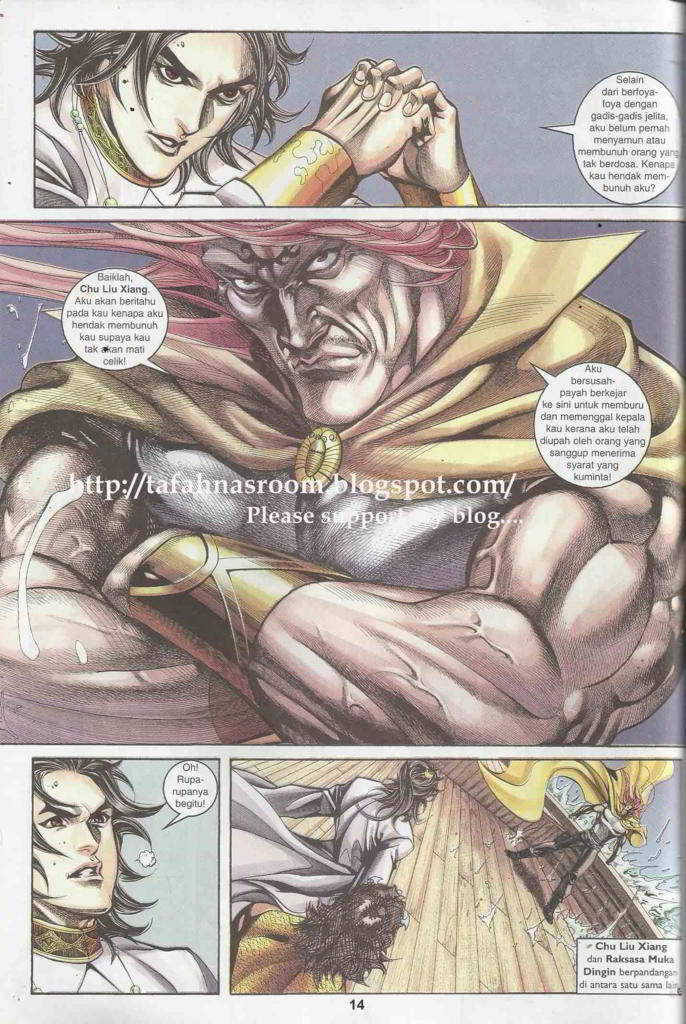 Selain
dari berfoya-
foya dengan
gadis-gadis jelita,
aku belum pernah
menyamun atau
membunuh orang yang
tak berdosa. Kenapa
kau hendak mem-
bunuh aku?
Baiklah,
Chu Liu Xiang.
Aku akan beritahu
pada kau kenapa aku
hendak membunuh
kau supaya kau
tak akan mati
celik!
Aku
bersusah-
payah berkejar
ke sini untuk memburu
dan memenggal kepala
kau kerana aku telah
diupah oleh orang yang
sanggup menerima
syarat yang
kuminta!
http://tafahnasroom.blogspot.com/
Please support my blog....
Oh!
Rupa-
rupanya
begitu!
Chu Liu Xiang
dan Raksasa Muka
Dingin berpandangan
di antara satu sama lain.
14